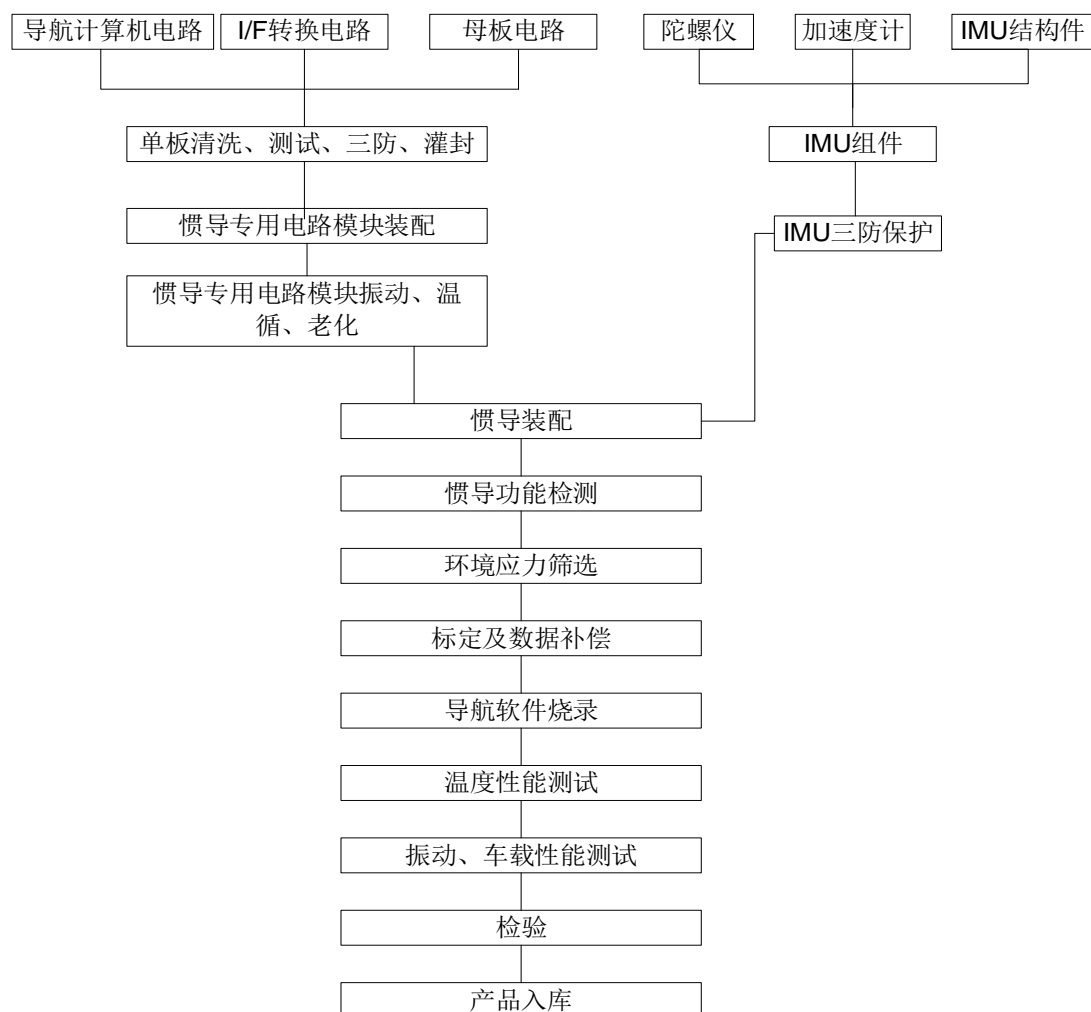 导航计算机电路
I/F转换电路
母板电路
陀螺仪
加速度计
IMU结构件
单板清洗、测试、三防、灌封
IMU组件
惯导专用电路模块装配
IMU三防保护
惯导专用电路模块振动、温
循、老化
惯导装配
惯导功能检测
环境应力筛选
标定及数据补偿
导航软件烧录
温度性能测试
振动、车载性能测试
检验
产品入库